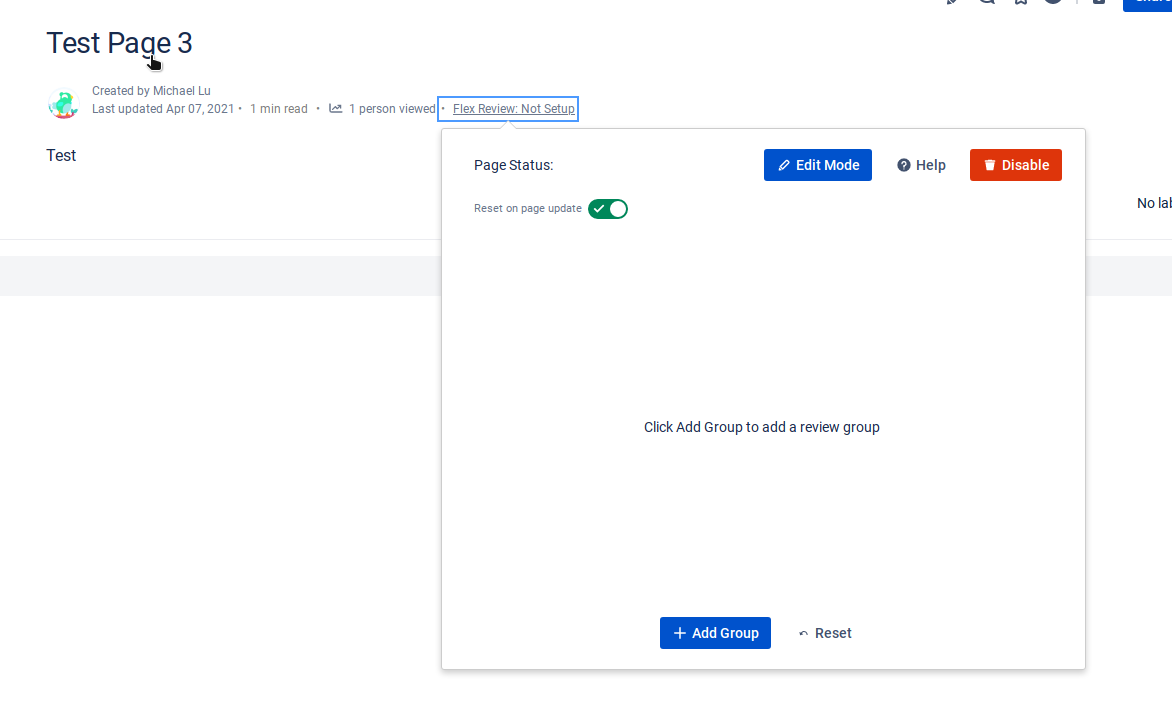 Test Page 3
Created by Michael Lu
Last updated Apr 07, 2021 • 1 min read • 1 person viewed • Flex Review: Not Setup
Test
Page Status:
Edit Mode
Help
Disable
Reset on page update
No
Click Add Group to add a review group
Add Group
Reset